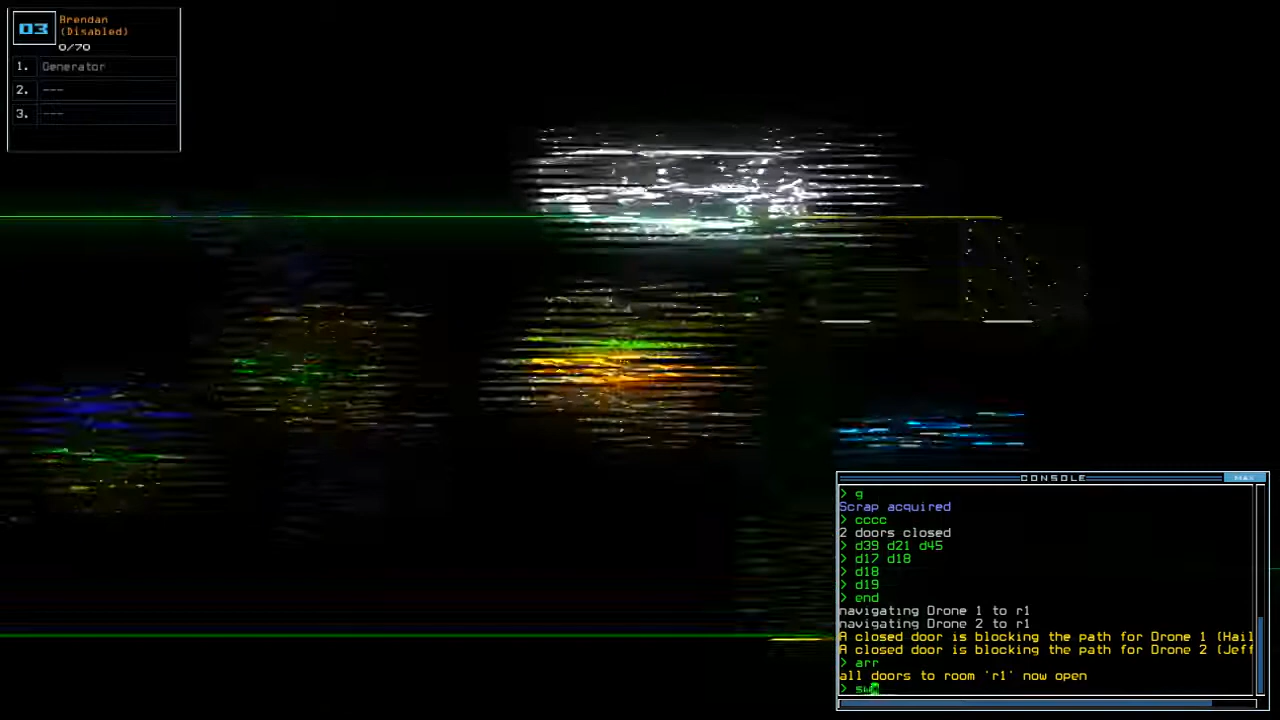 03
Brendan
(Disabled)
0/70
1. Generator
2. ---
3. ---
CONSOLE
MAX
> g
Scrap acquired
> cccc
2 doors closed
> d39 d21 d45
> d17 d18
> d18
> d19
> end
navigating Drone 1 to r1
navigating Drone 2 to r1
A closed door is blocking the path for Drone 1 (Hail
A closed door is blocking the path for Drone 2 (Jeff
> arr
all doors to room 'r1' now open
> sw